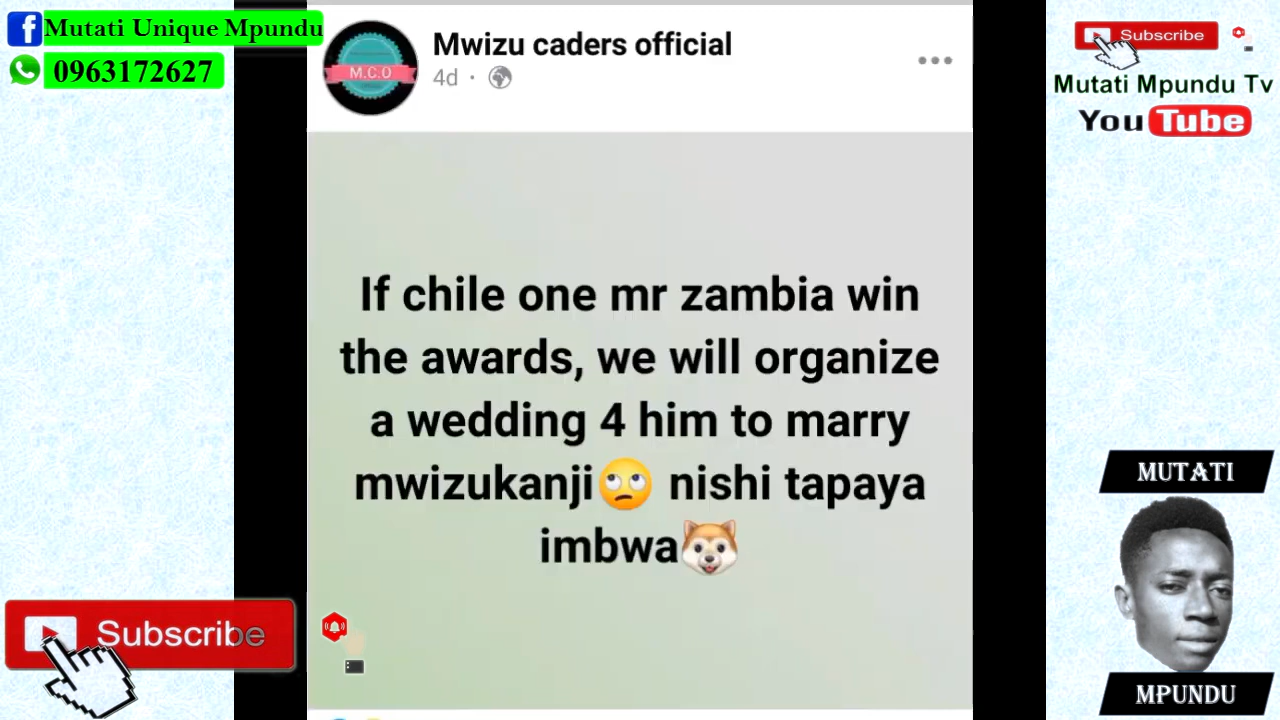 Mutati Unique Mpundu
0963172627
M.C.O
Mwizu caders official
4d ·
If chile one mr zambia win
the awards, we will organize
a wedding 4 him to marry
mwizukanji🙄 nishi tapaya
imbwa🐶
Subscribe
Mutati Mpundu Tv
YouTube
MUTATI
MPUNDU
Subscribe